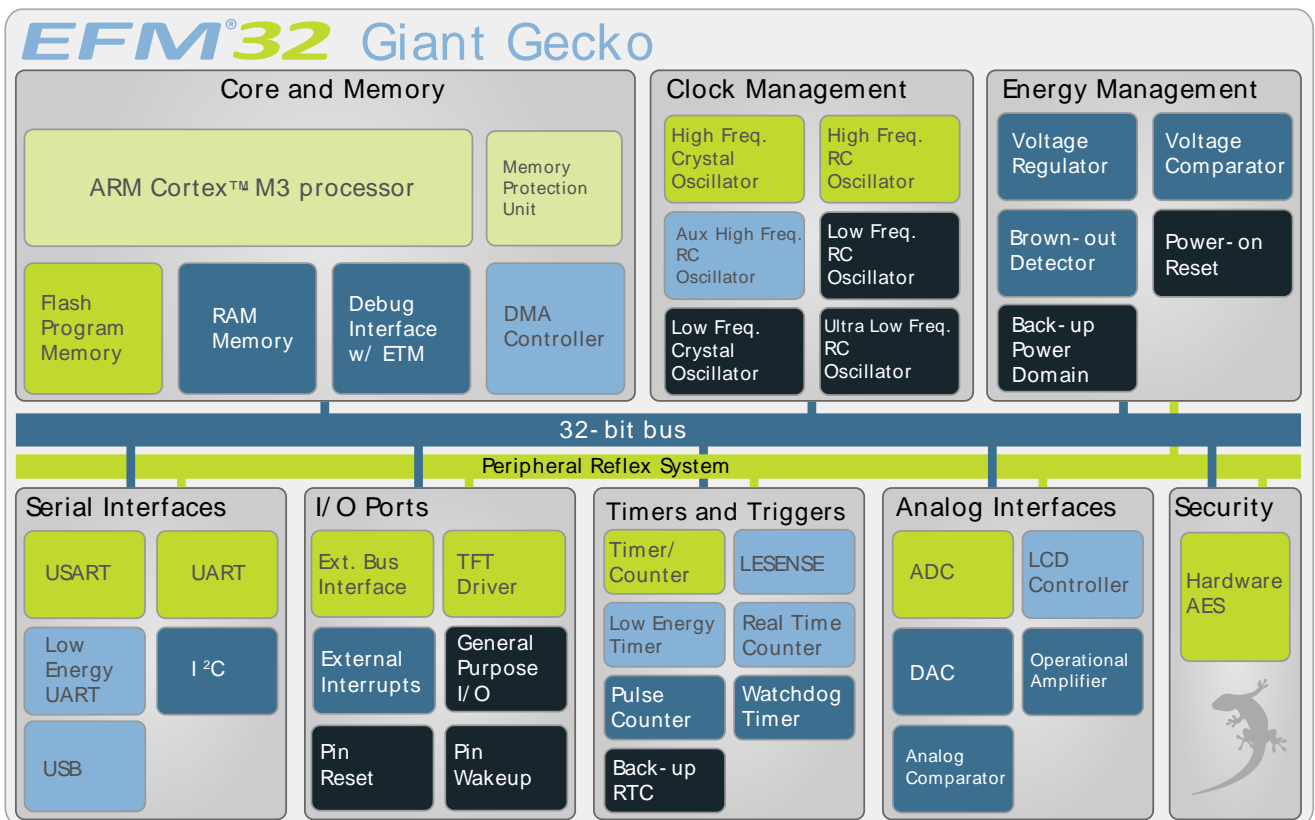 EFM®32 Giant Gecko
Core and Memory
ARM Cortex™ M3 processor
Memory
Protection
Unit
Flash
Program
Memory
RAM
Memory
Debug
Interface
w/ ETM
DMA
Controller
Clock Management
High Freq.
Crystal
Oscillator
High Freq.
RC
Oscillator
Aux High Freq.
RC
Oscillator
Low Freq.
RC
Oscillator
Low Freq.
Crystal
Oscillator
Ultra Low Freq.
RC
Oscillator
Energy Management
Voltage
Regulator
Voltage
Comparator
Brown-out
Detector
Power-on
Reset
Back-up
Power
Domain
32-bit bus
Peripheral Reflex System
Serial Interfaces
USART
UART
Low
Energy
UART
I²C
USB
I/O Ports
Ext. Bus
Interface
TFT
Driver
External
Interrupts
General
Purpose
I/O
Pin
Reset
Pin
Wakeup
Timers and Triggers
Timer/
Counter
LESENSE
Low Energy
Timer
Real Time
Counter
Pulse
Counter
Watchdog
Timer
Back-up
RTC
Analog Interfaces
ADC
LCD
Controller
DAC
Operational
Amplifier
Analog
Comparator
Security
Hardware
AES